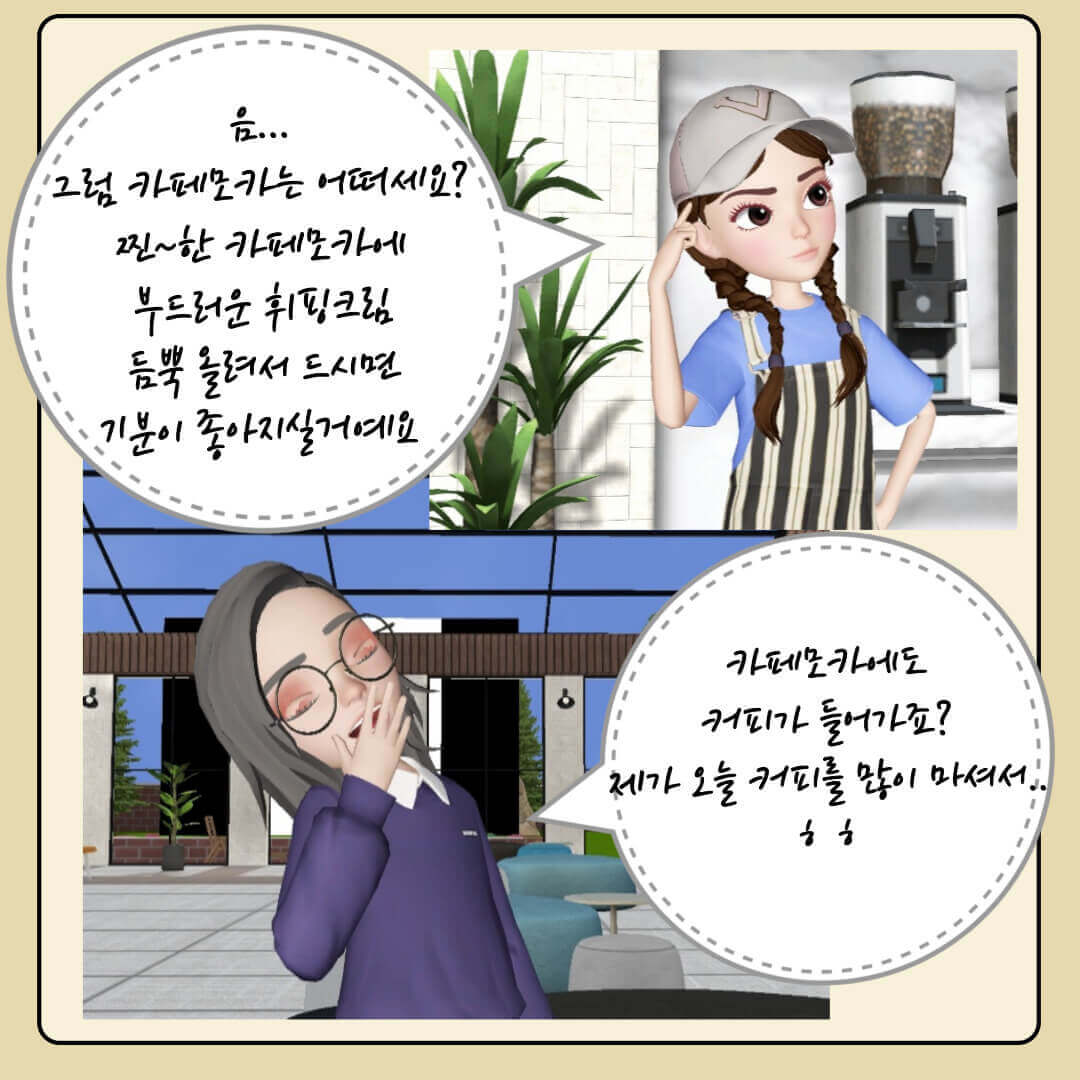 음...
그럼 카페모카는 어떠세요?
찐~한 카페모카에
부드러운 휘핑크림
듬뿍 올려서 드시면
기분이 좋아지실거예요
카페모카에도
커피가 들어가죠?
제가 오늘 커피를 많이 마셔서..
ㅎ ㅎ